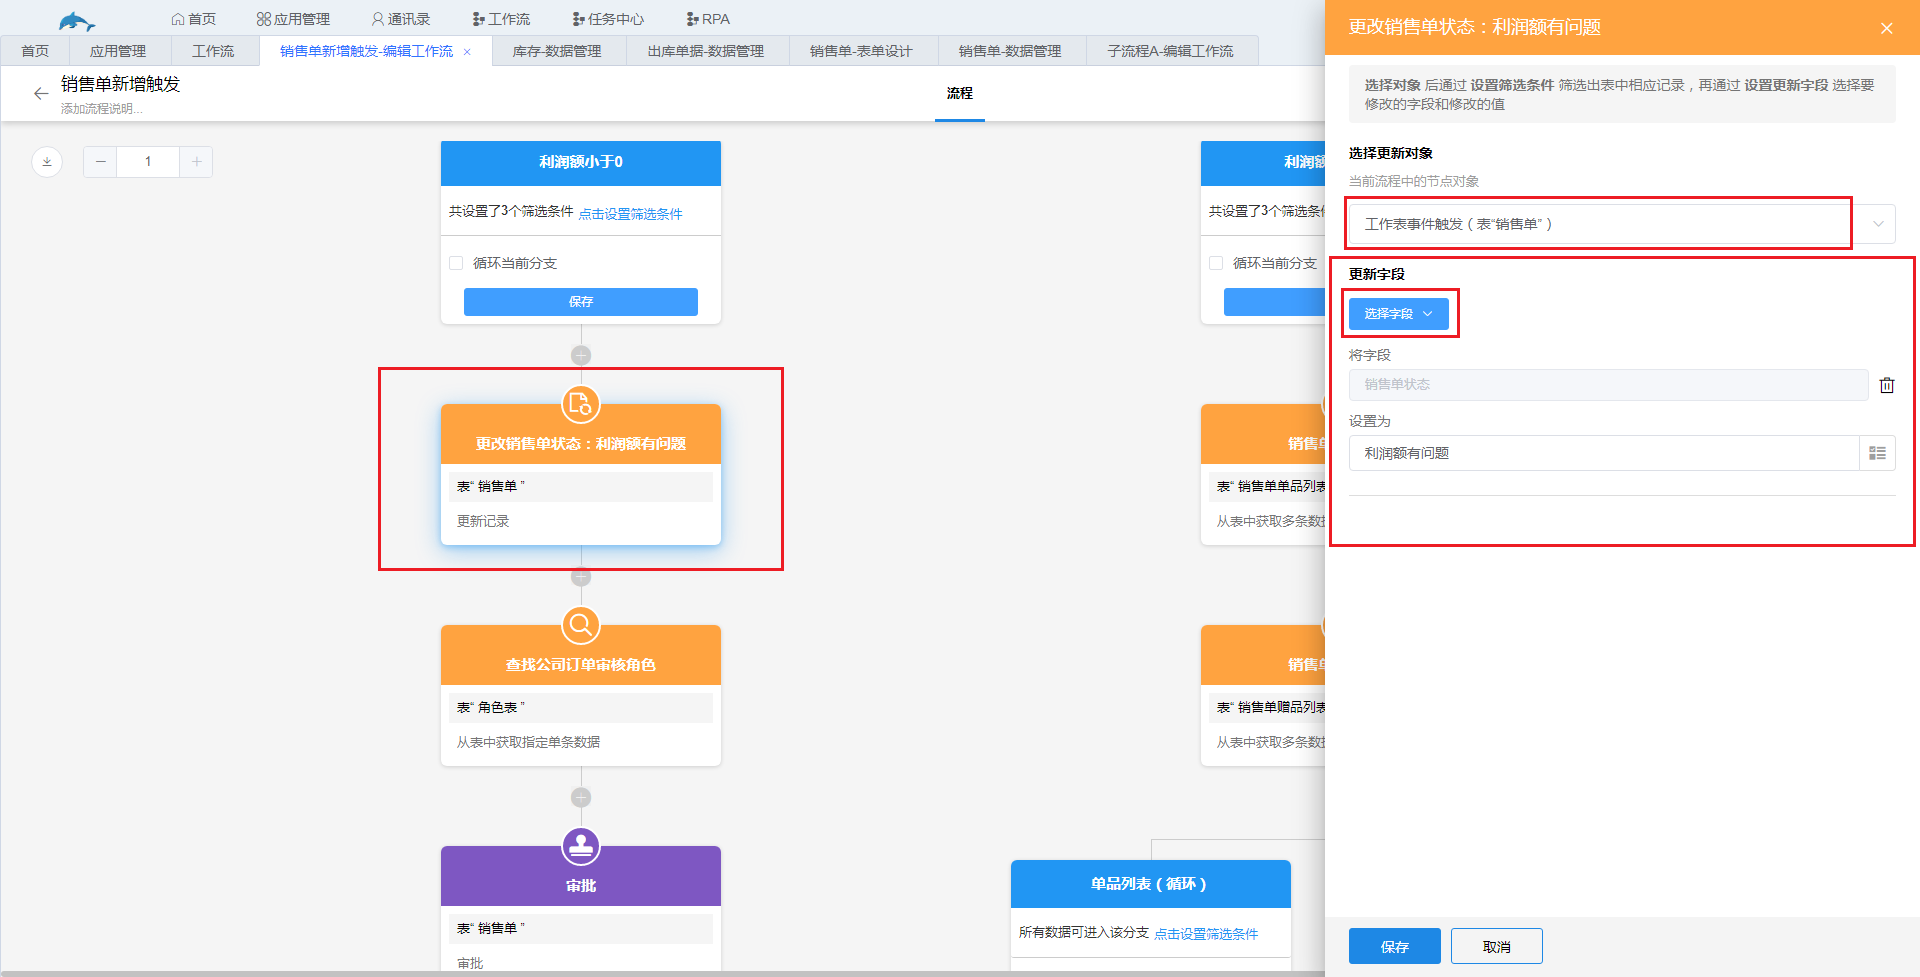 首页 应用管理 通讯录 工作流 任务中心 RPA
首页 应用管理 工作流 销售单新增触发-编辑工作流 × 库存-数据管理 出库单据-数据管理 销售单-表单设计 销售单-数据管理 子流程A-编辑工作流
销售单新增触发
添加流程说明...
流程
1
利润额小于0
共设置了3个筛选条件 点击设置筛选条件
循环当前分支
保存
更改销售单状态：利润额有问题
表“ 销售单 ”
更新记录
查找公司订单审核角色
表“ 角色表 ”
从表中获取指定单条数据
审批
表“ 销售单 ”
审批
利润额
共设置了3个筛选条件
循环当前分支
销售单
表“ 销售单单品列表
从表中获取多条数据
销售单
表“ 销售单赠品列表
从表中获取多条数据
单品列表（循环）
所有数据可进入该分支 点击设置筛选条件
更改销售单状态：利润额有问题
选择对象 后通过 设置筛选条件 筛选出表中相应记录，再通过 设置更新字段 选择要
修改的字段和修改的值
选择更新对象
当前流程中的节点对象
工作表事件触发（表“销售单”）
更新字段
选择字段
将字段
销售单状态
设置为
利润额有问题
保存 取消